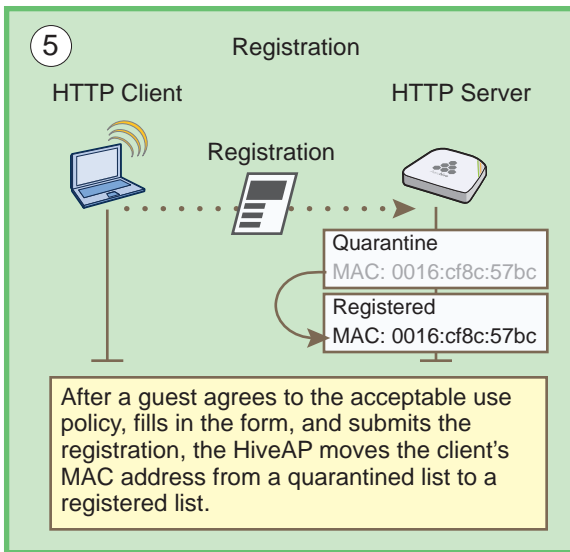 5
Registration
HTTP Client
HTTP Server
Registration
Quarantine
MAC: 0016:cf8c:57bc
Registered
MAC: 0016:cf8c:57bc
After a guest agrees to the acceptable use
policy, fills in the form, and submits the
registration, the HiveAP moves the client's
MAC address from a quarantined list to a
registered list.